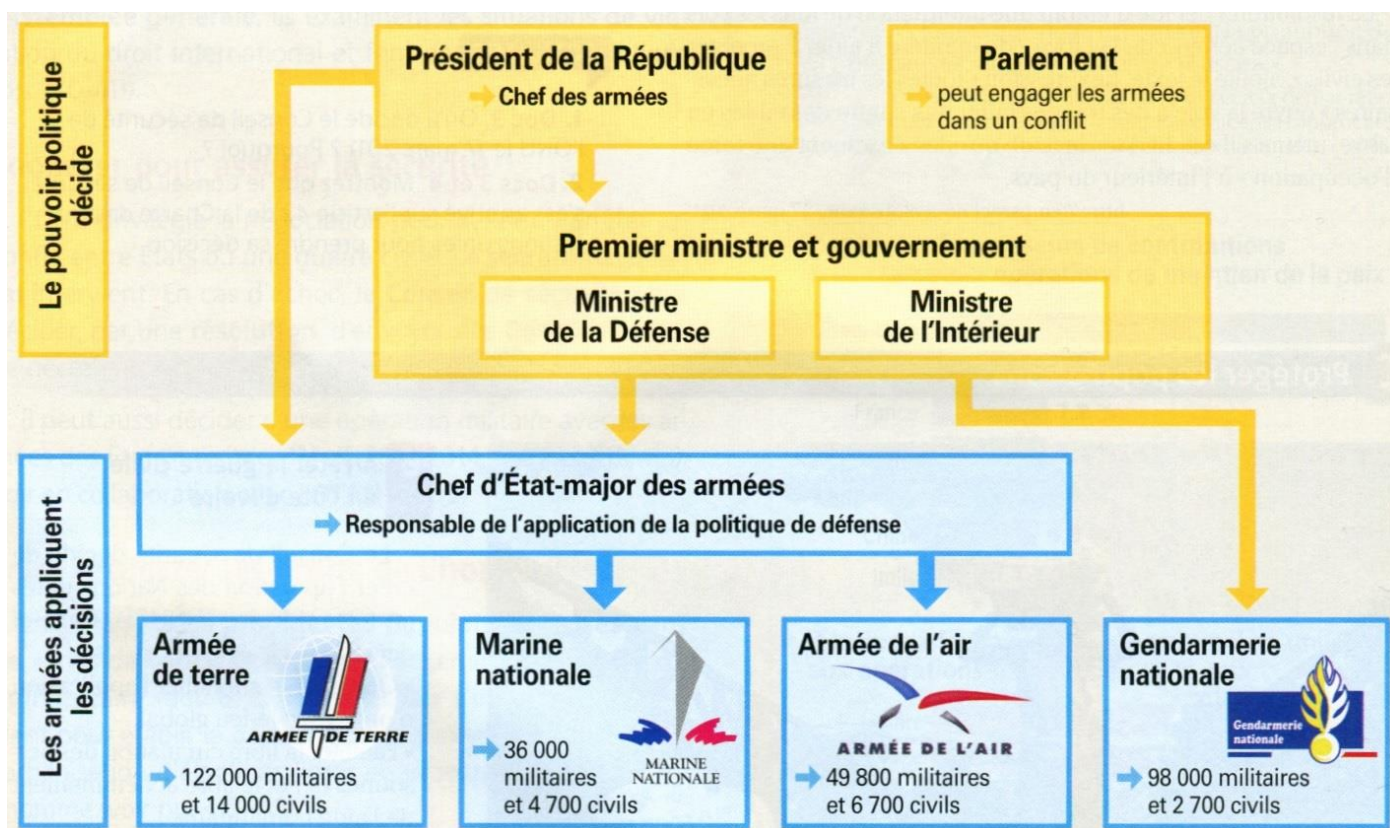 Le pouvoir politique
décide
Président de la République
Chef des armées
Parlement
peut engager les armées
dans un conflit
Premier ministre et gouvernement
Ministre
de la Défense
Ministre
de l'Intérieur
Les armées appliquent
les décisions
Chef d'État-major des armées
Responsable de l'application de la politique de défense
Armée
de terre
ARMEE DE TERRE
122 000 militaires
et 14 000 civils
Marine
nationale
MARINE
NATIONALE
36 000
militaires
et 4 700 civils
Armée de l'air
ARMÉE DE L'AIR
49 800 militaires
et 6 700 civils
Gendarmerie
nationale
Gendarmerie
nationale
98 000 militaires
et 2 700 civils